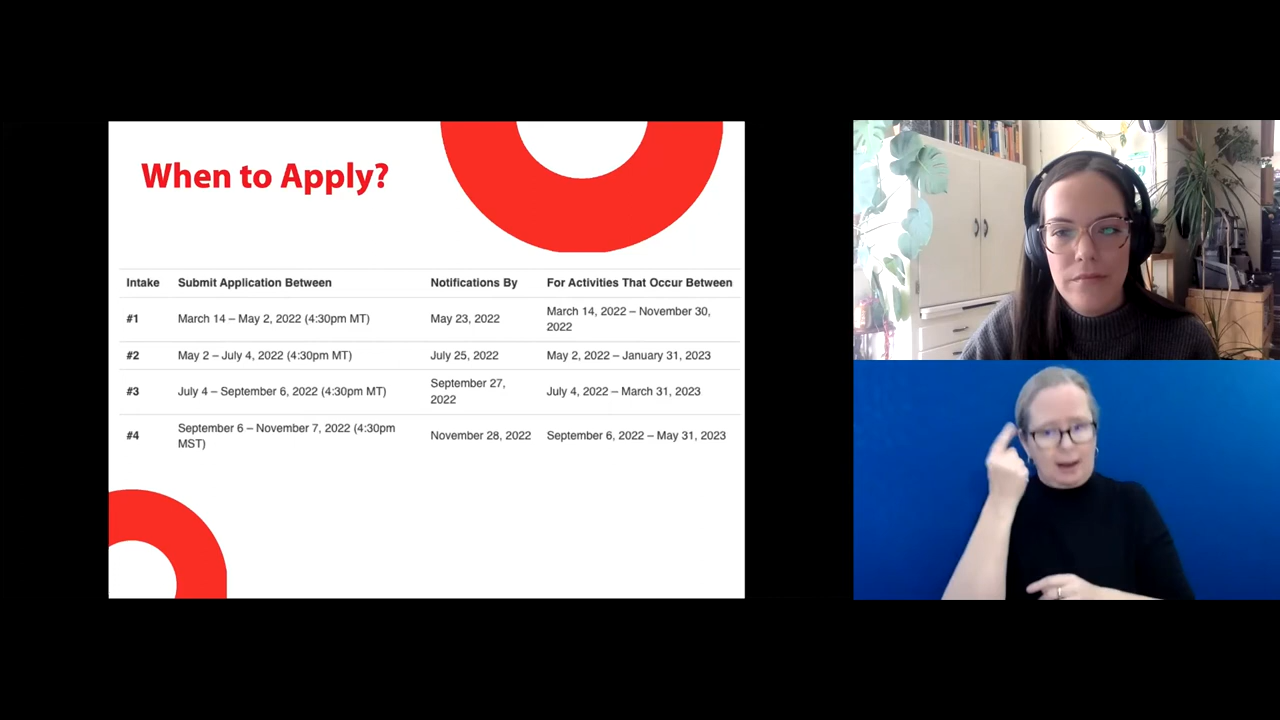 When to Apply?
Intake Submit Application Between Notifications By For Activities That Occur Between
#1 March 14 – May 2, 2022 (4:30pm MT) May 23, 2022 March 14, 2022 – November 30,
2022
#2 May 2 – July 4, 2022 (4:30pm MT) July 25, 2022 May 2, 2022 – January 31, 2023
#3 July 4 – September 6, 2022 (4:30pm MT) September 27,
2022 July 4, 2022 – March 31, 2023
#4 September 6 – November 7, 2022 (4:30pm
MST) November 28, 2022 September 6, 2022 – May 31, 2023